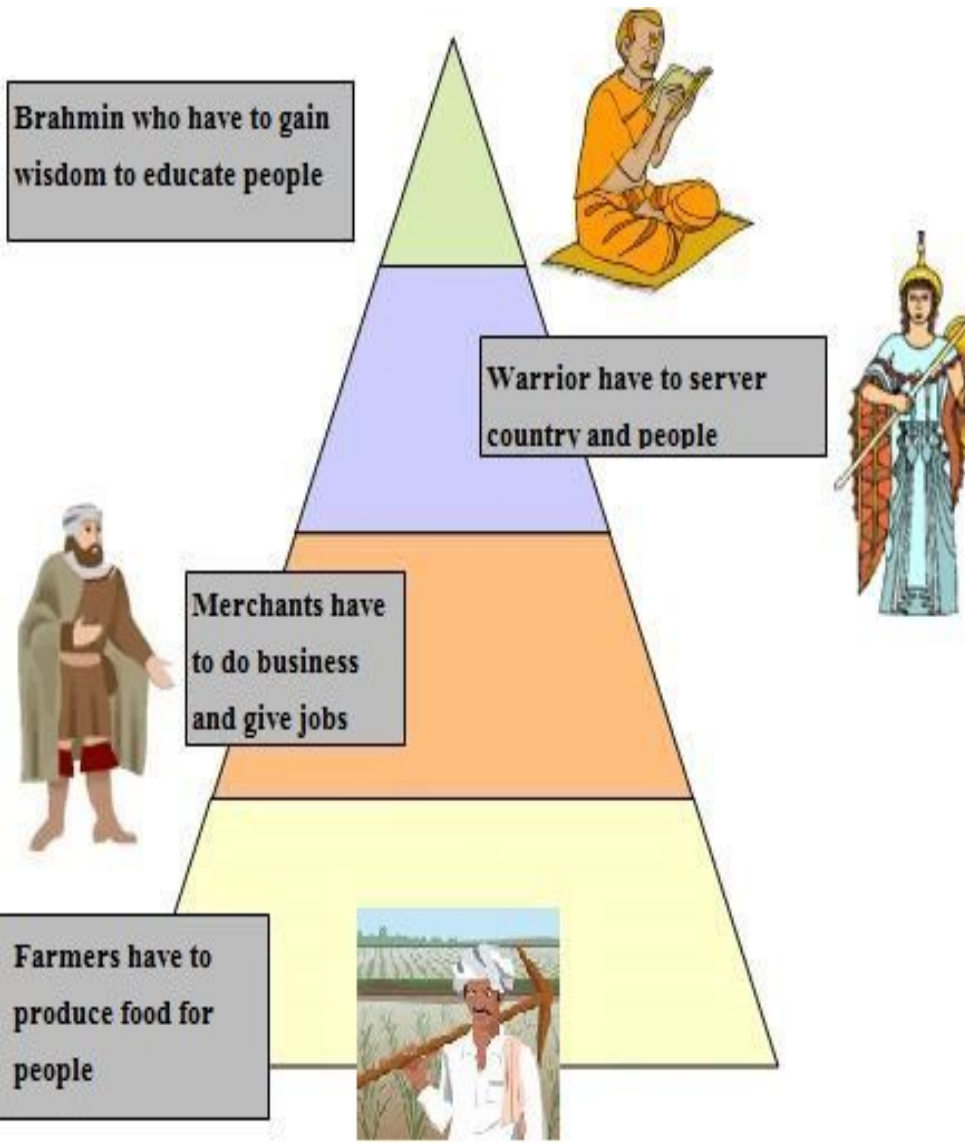 Brahmin who have to gain
wisdom to educate people
Warrior have to server
country and people
Merchants have
to do business
and give jobs
Farmers have to
produce food for
people